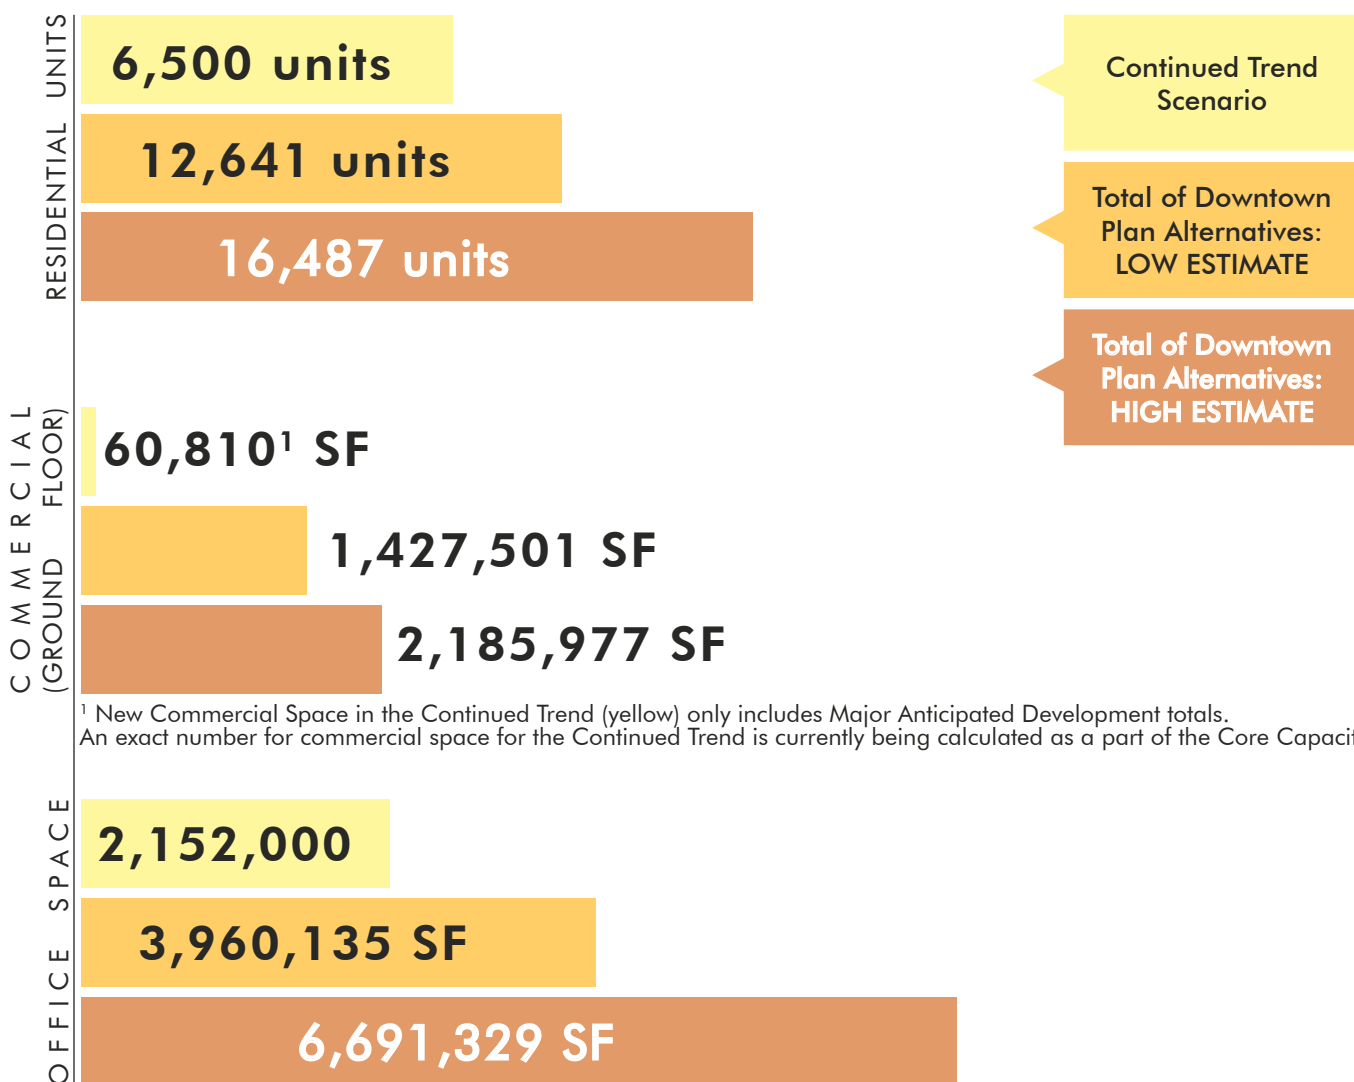 RESIDENTIAL UNITS
6,500 units
12,641 units
16,487 units
Continued Trend
Scenario
Total of Downtown
Plan Alternatives:
LOW ESTIMATE
Total of Downtown
Plan Alternatives:
HIGH ESTIMATE
COMMERCIAL
(GROUND FLOOR)
60,810¹ SF
1,427,501 SF
2,185,977 SF
¹ New Commercial Space in the Continued Trend (yellow) only includes Major Anticipated Development totals.
An exact number for commercial space for the Continued Trend is currently being calculated as a part of the Core
OFFICE SPACE
2,152,000
3,960,135 SF
6,691,329 SF